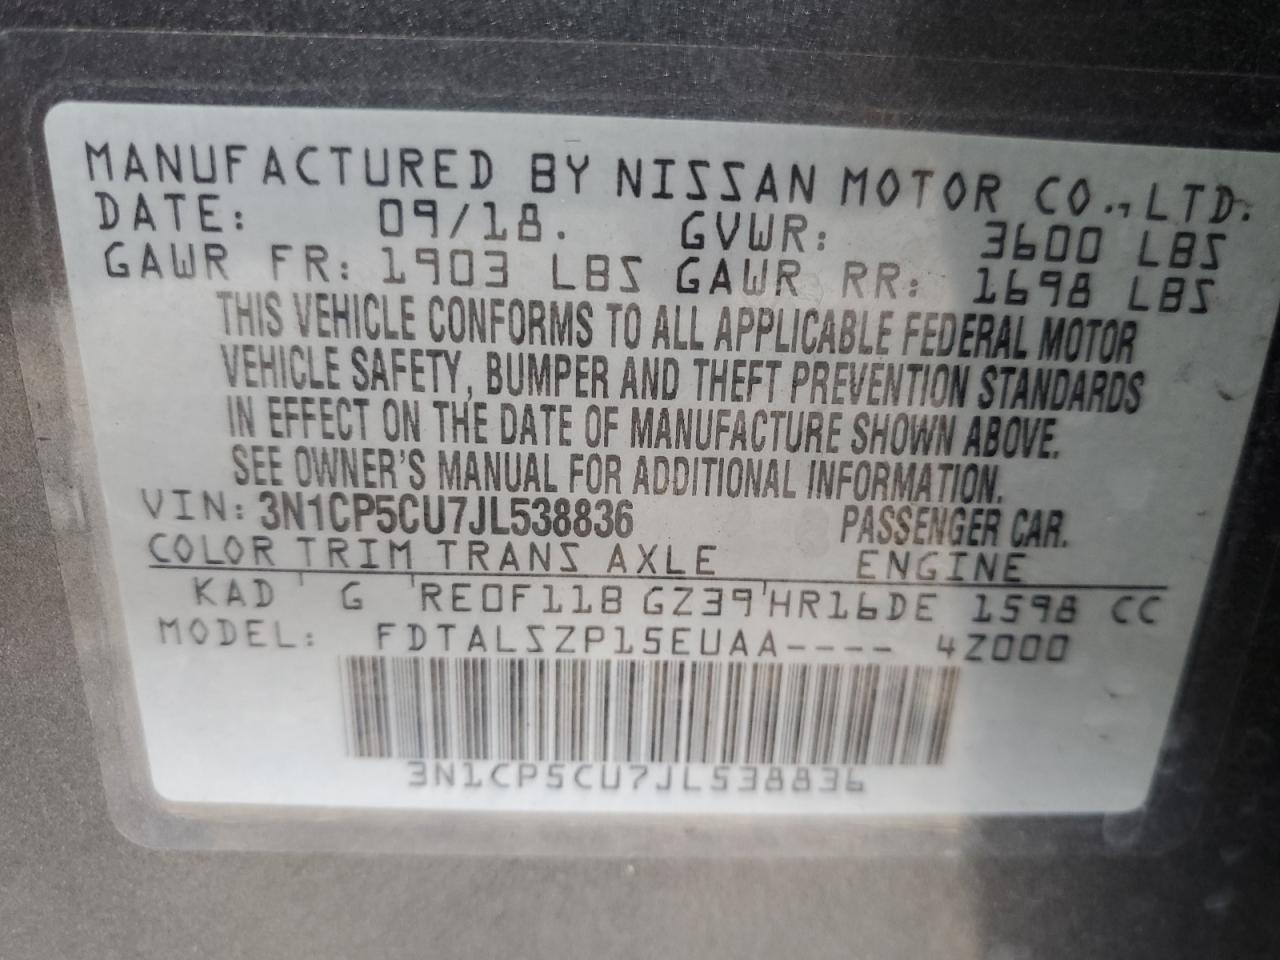 MANUFACTURED BY NISSAN MOTOR CO., LTD.
DATE: 09/18. GVWR: 3600 LBS
GAWR FR: 1903 LBS GAWR RR: 1698 LBS
THIS VEHICLE CONFORMS TO ALL APPLICABLE FEDERAL MOTOR
VEHICLE SAFETY, BUMPER AND THEFT PREVENTION STANDARDS
IN EFFECT ON THE DATE OF MANUFACTURE SHOWN ABOVE.
SEE OWNER'S MANUAL FOR ADDITIONAL INFORMATION.
VIN: 3N1CP5CU7JL538836 PASSENGER CAR.
COLOR TRIM TRANS AXLE ENGINE
KAD ' G 'RE0F11B GZ39'HR16DE 1598 CC
MODEL: FDTALSZP15EUAA---- 4Z000
3N1CP5CU7JL538836